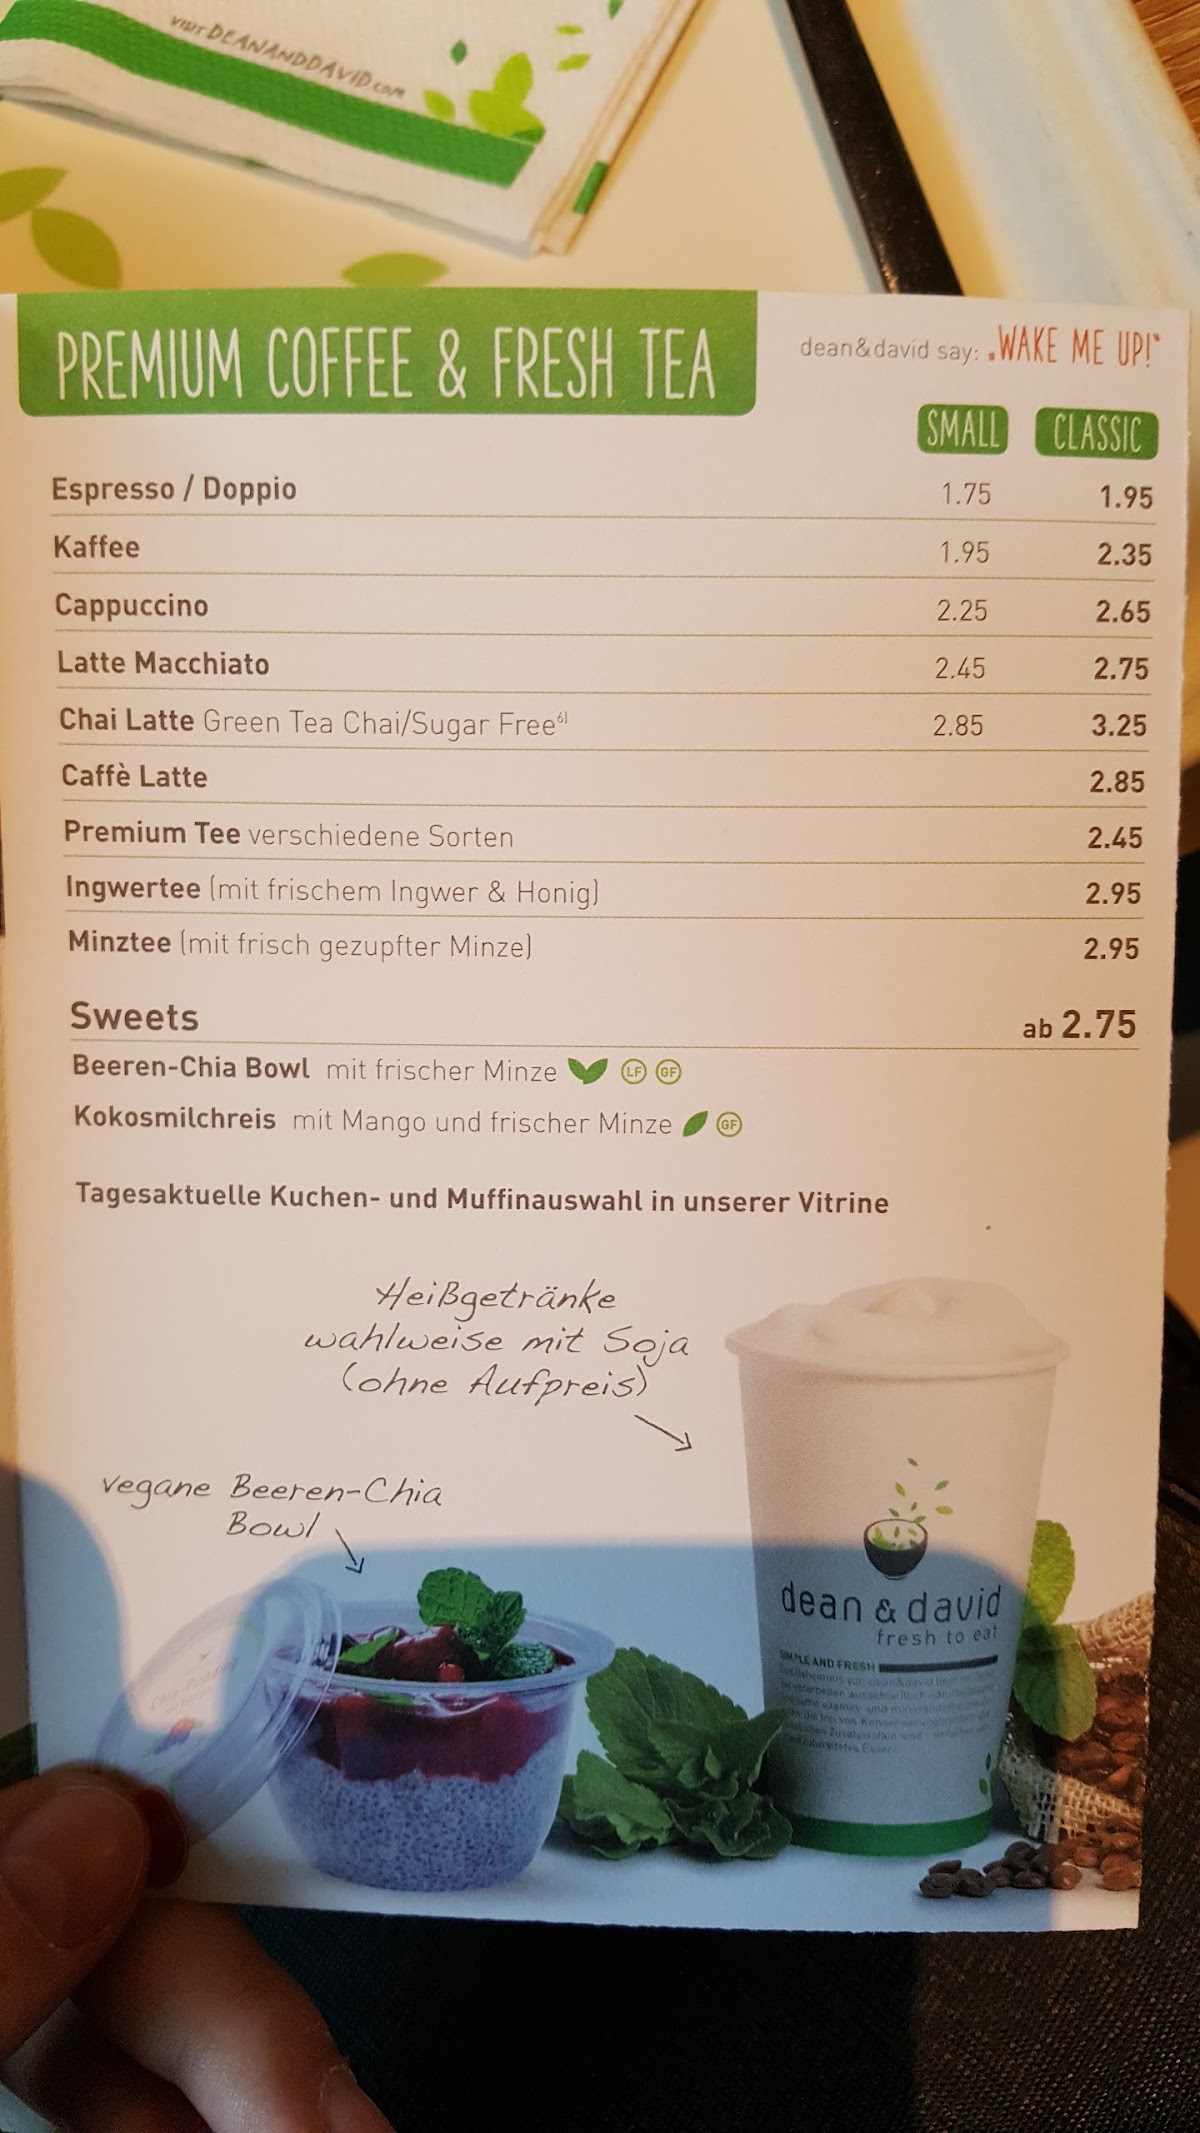 visit DEANANDDAVID.com
PREMIUM COFFEE & FRESH TEA
dean&david say: „WAKE ME UP!“
SMALL CLASSIC
Espresso / Doppio 1.75 1.95
Kaffee 1.95 2.35
Cappuccino 2.25 2.65
Latte Macchiato 2.45 2.75
Chai Latte Green Tea Chai/Sugar Free⁶⁾ 2.85 3.25
Caffè Latte 2.85
Premium Tee verschiedene Sorten 2.45
Ingwertee (mit frischem Ingwer & Honig) 2.95
Minztee (mit frisch gezupfter Minze) 2.95
Sweets ab 2.75
Beeren-Chia Bowl mit frischer Minze LF GF
Kokosmilchreis mit Mango und frischer Minze GF
Tagesaktuelle Kuchen- und Muffinauswahl in unserer Vitrine
Heißgetränke
wahlweise mit Soja
(ohne Aufpreis)
vegane Beeren-Chia
Bowl
dean & david
fresh to eat
SIMPLE AND FRESH